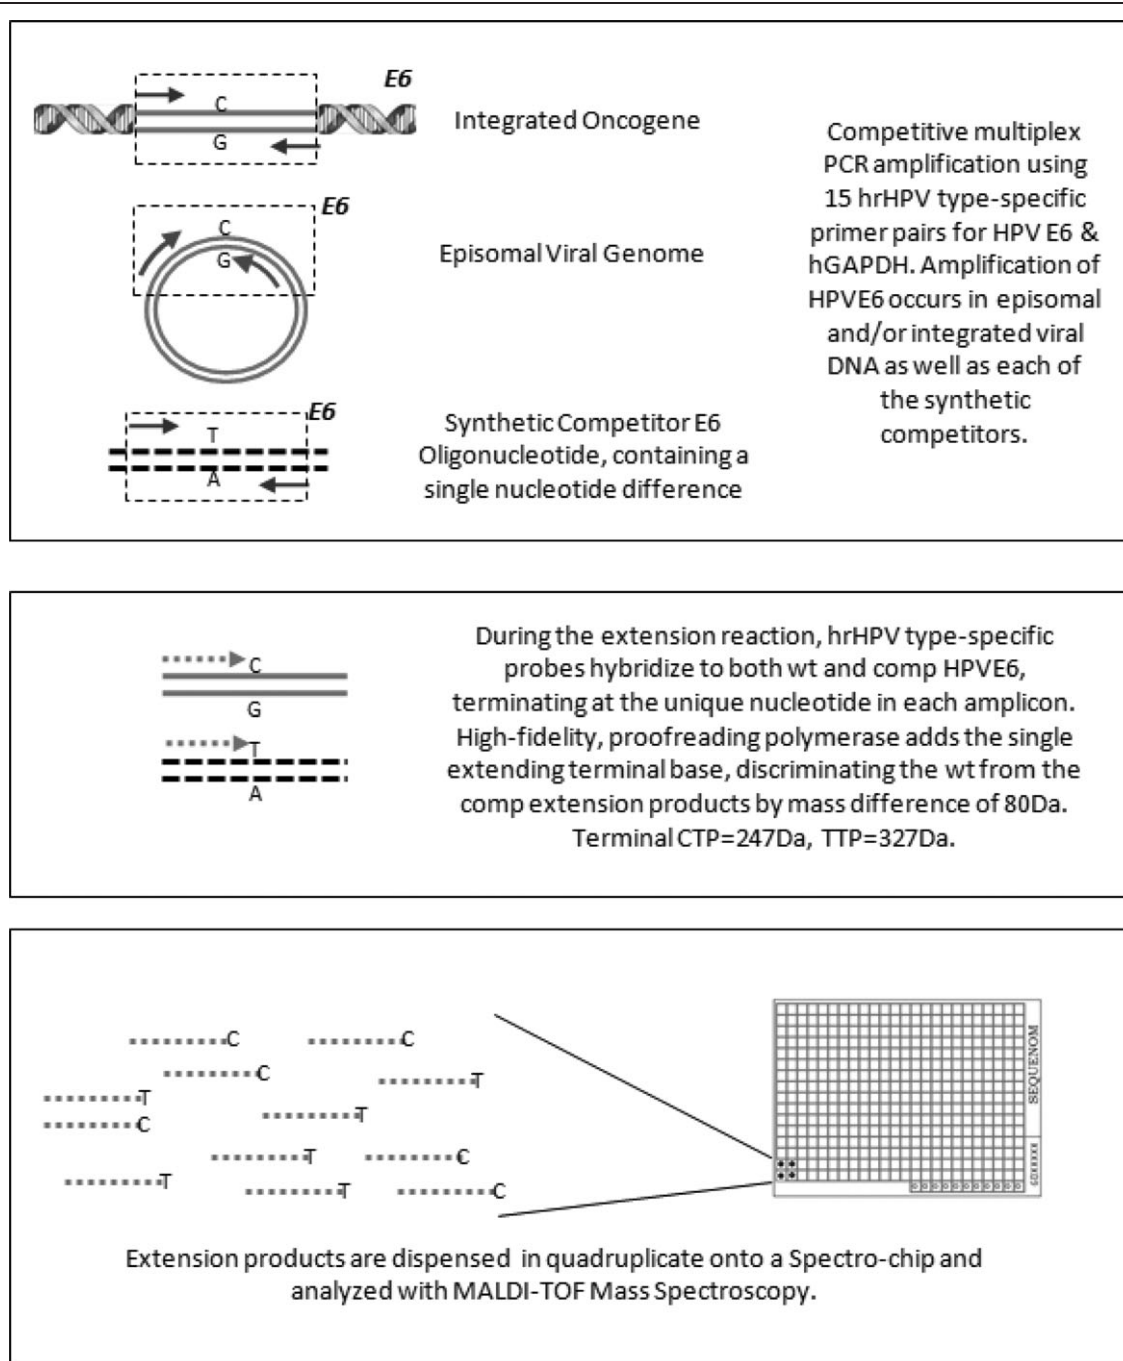 E6
C
G
Integrated Oncogene
E6
C
G
Episomal Viral Genome
E6
T
A
Synthetic Competitor E6
Oligonucleotide, containing a
single nucleotide difference
Competitive multiplex
PCR amplification using
15 hrHPV type-specific
primer pairs for HPV E6 &
hGAPDH. Amplification of
HPVE6 occurs in episomal
and/or integrated viral
DNA as well as each of
the synthetic
competitors.
C
G
T
A
During the extension reaction, hrHPV type-specific
probes hybridize to both wt and comp HPVE6,
terminating at the unique nucleotide in each amplicon.
High-fidelity, proofreading polymerase adds the single
extending terminal base, discriminating the wt from the
comp extension products by mass difference of 80Da.
Terminal CTP=247Da, TTP=327Da.
C
C
C
T
T
C
T
T
C
T
T
C
SEQUENOM
Extension products are dispensed in quadruplicate onto a Spectro-chip and
analyzed with MALDI-TOF Mass Spectroscopy.